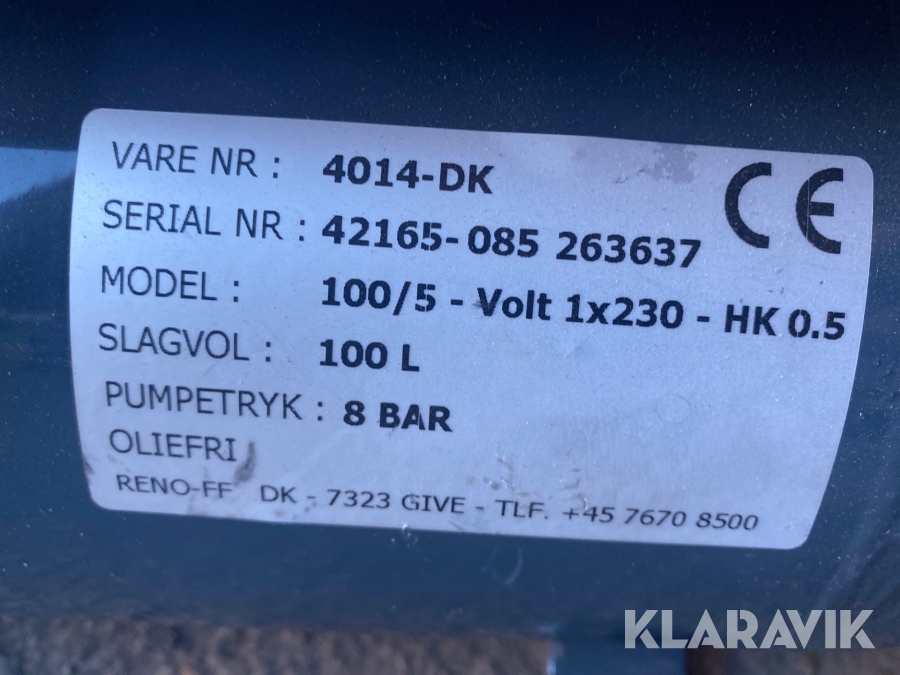 VARE NR : 4014-DK
SERIAL NR : 42165-085 263637
MODEL : 100/5 - Volt 1x230 - HK 0.5
SLAGVOL : 100 L
PUMPETRYK : 8 BAR
OLIEFRI
RENO-FF DK - 7323 GIVE - TLF. +45 7670 8500
CE
KLARAVIK